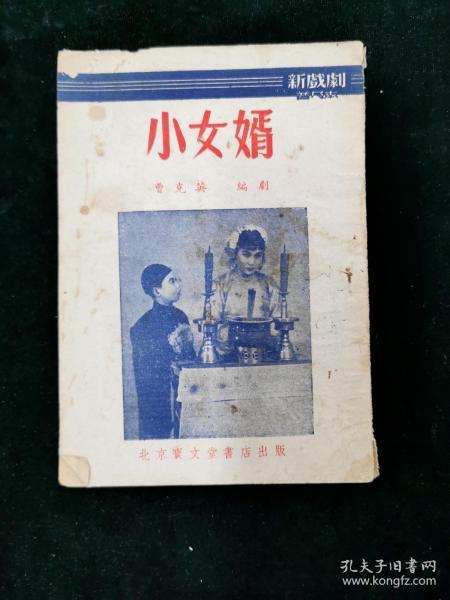 新戲劇
小女婿
曹克英 編劇
北京寶文堂書店出版
孔夫子旧书网
www.kongfz.com